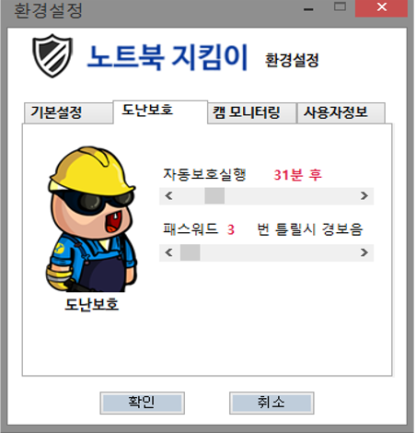 환경설정
노트북 지킴이 환경설정
기본설정 도난보호 캠 모니터링 사용자정보
자동보호실행 31분 후
패스워드 3 번 틀릴시 경보음
도난보호
확인 취소